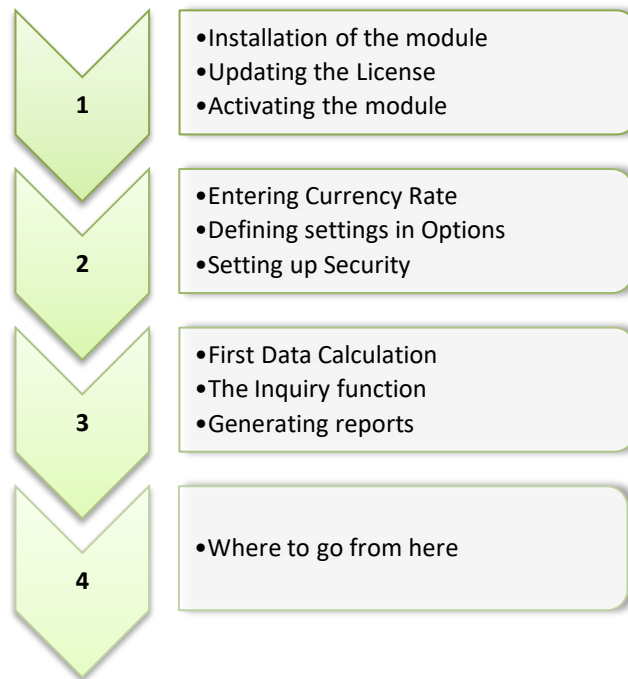 1
•Installation of the module
•Updating the License
•Activating the module
2
•Entering Currency Rate
•Defining settings in Options
•Setting up Security
3
•First Data Calculation
•The Inquiry function
•Generating reports
4
•Where to go from here